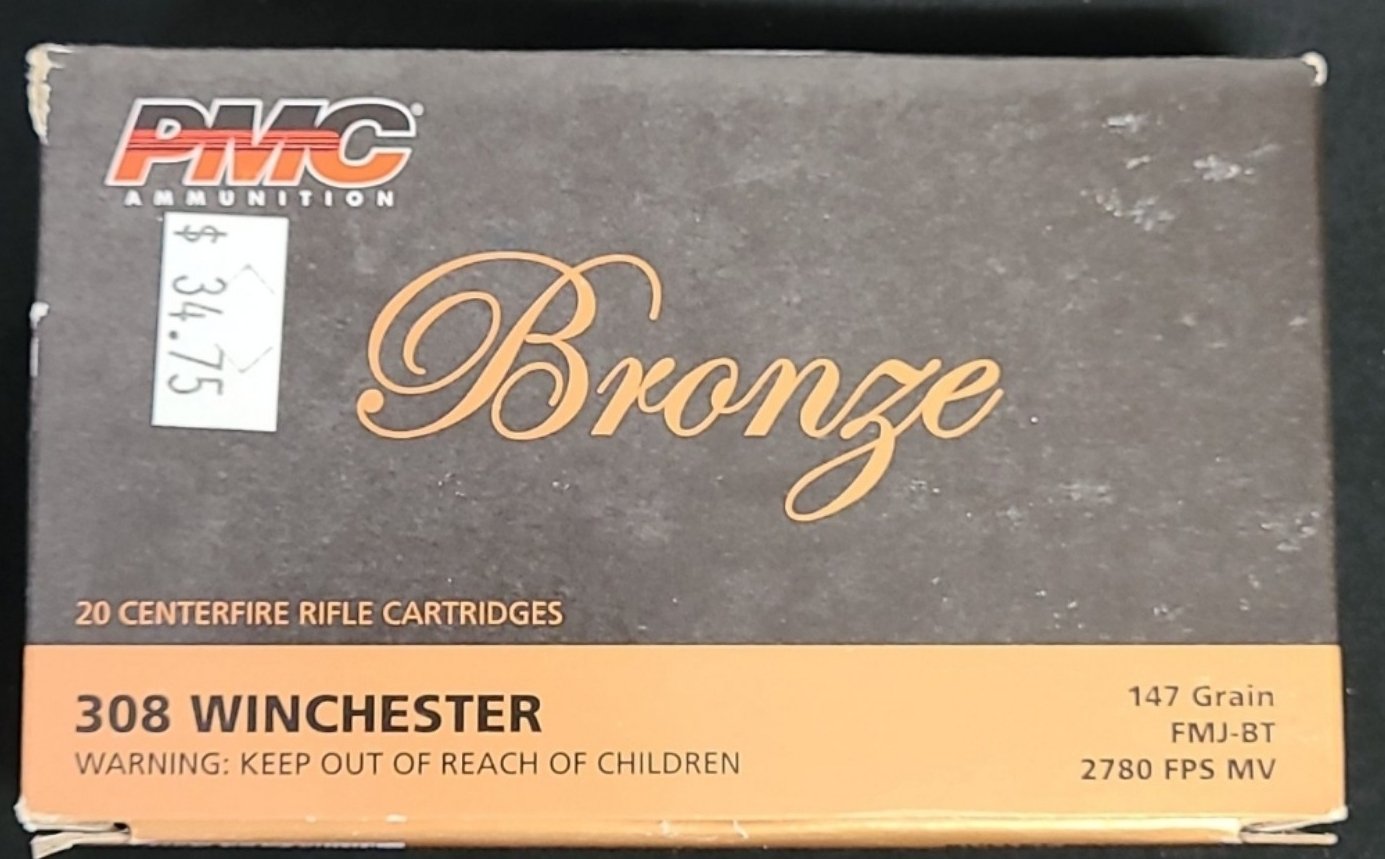 PMC®
AMMUNITION
$ 34.75
Bronze
20 CENTERFIRE RIFLE CARTRIDGES
308 WINCHESTER
WARNING: KEEP OUT OF REACH OF CHILDREN
147 Grain
FMJ-BT
2780 FPS MV